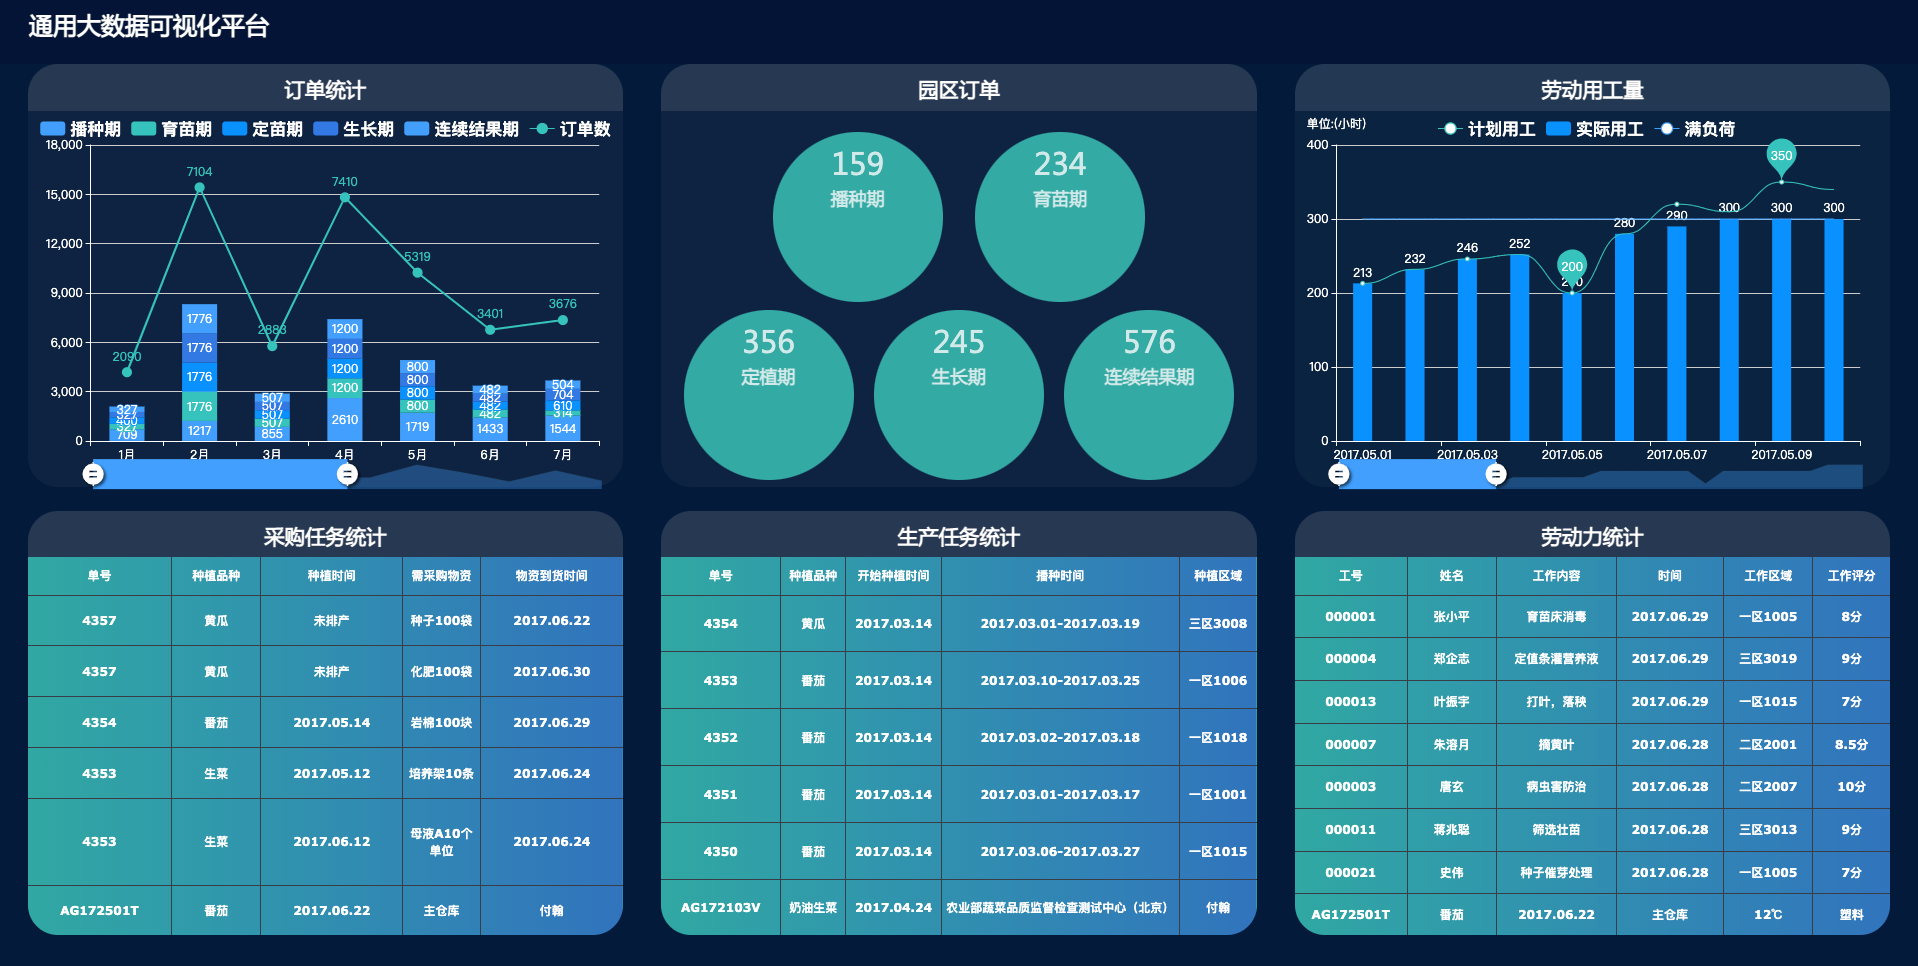 通用大数据可视化平台
订单统计
播种期 育苗期 定苗期 生长期 连续结果期 订单数
18,000
15,000
12,000
9,000
6,000
3,000
0
2090 7104 2883 7410 5319 3401 3676
327 327 400 327 709
1776 1776 1776 1776 1217
507 507 507 507 855
1200 1200 1200 1200 2610
800 800 800 800 1719
482 482 482 482 1433
504 704 610 314 1544
1月 2月 3月 4月 5月 6月 7月
园区订单
159 234
播种期 育苗期
356 245 576
定植期 生长期 连续结果期
劳动用工量
单位:(小时)
计划用工 实际用工 满负荷
400
300
200
100
0
350
200
213 232 246 252 200 280 290 300 300 300
2017.05.01 2017.05.03 2017.05.05 2017.05.07 2017.05.09
采购任务统计
单号 种植品种 种植时间 需采购物资 物资到货时间
4357 黄瓜 未排产 种子100袋 2017.06.22
4357 黄瓜 未排产 化肥100袋 2017.06.30
4354 番茄 2017.05.14 岩棉100块 2017.06.29
4353 生菜 2017.05.12 培养架10条 2017.06.24
4353 生菜 2017.06.12 母液A10个
单位 2017.06.24
AG172501T 番茄 2017.06.22 主仓库 付翰
生产任务统计
单号 种植品种 开始种植时间 播种时间 种植区域
4354 黄瓜 2017.03.14 2017.03.01-2017.03.19 三区3008
4353 番茄 2017.03.14 2017.03.10-2017.03.25 一区1006
4352 番茄 2017.03.14 2017.03.02-2017.03.18 一区1018
4351 番茄 2017.03.14 2017.03.01-2017.03.17 一区1001
4350 番茄 2017.03.14 2017.03.06-2017.03.27 一区1015
AG172103V 奶油生菜 2017.04.24 农业部蔬菜品质监督检查测试中心（北京） 付翰
劳动力统计
工号 姓名 工作内容 时间 工作区域 工作评分
000001 张小平 育苗床消毒 2017.06.29 一区1005 8分
000004 郑企志 定值条灌营养液 2017.06.29 三区3019 9分
000013 叶振宇 打叶，落秧 2017.06.29 一区1015 7分
000007 朱溶月 摘黄叶 2017.06.28 二区2001 8.5分
000003 唐玄 病虫害防治 2017.06.28 二区2007 10分
000011 蒋兆聪 筛选壮苗 2017.06.28 三区3013 9分
000021 史伟 种子催芽处理 2017.06.28 一区1005 7分
AG172501T 番茄 2017.06.22 主仓库 12℃ 塑料